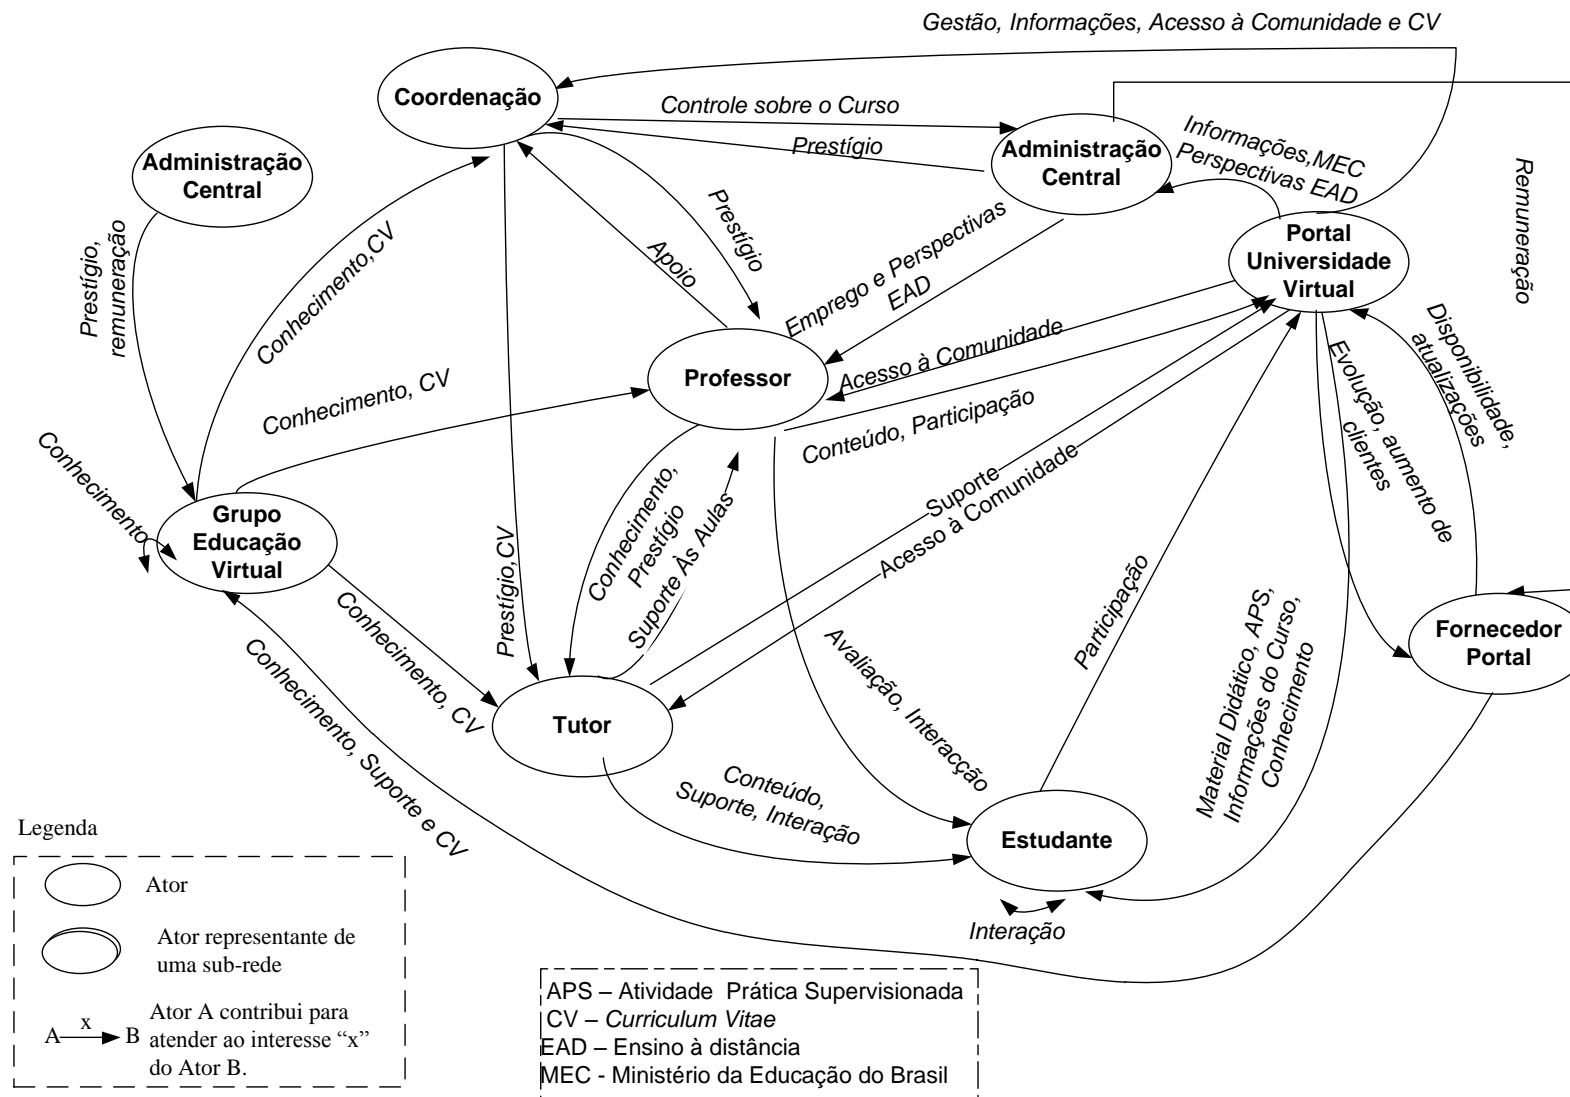 Gestão, Informações, Acesso à Comunidade e CV
Coordenação
Controle sobre o Curso
Prestígio
Administração
Central
Administração
Central
Informações,MEC
Perspectivas EAD
Remuneração
Portal
Universidade
Virtual
Prestígio,
remuneração
Conhecimento,CV
Apoio
Prestígio
Emprego e Perspectivas
EAD
Professor
Acesso à Comunidade
Conteúdo, Participação
Disponibilidade,
atualizações
Evolução, aumento de
clientes
Conhecimento, CV
Conhecimento
Grupo
Educação
Virtual
Conhecimento,
Prestígio
Suporte Às Aulas
Suporte
Acesso à Comunidade
Prestígio,CV
Conhecimento, CV
Conhecimento, Suporte e CV
Tutor
Participação
Avaliação, Interacção
Material Didático, APS,
Informações do Curso,
Conhecimento
Fornecedor
Portal
Conteúdo,
Suporte, Interação
Estudante
Interação
Legenda
Ator
Ator representante de
uma sub-rede
A x B
Ator A contribui para
atender ao interesse “x”
do Ator B.
APS – Atividade Prática Supervisionada
CV – Curriculum Vitae
EAD – Ensino à distância
MEC - Ministério da Educação do Brasil